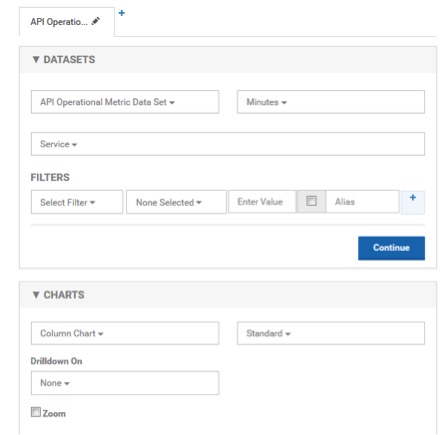 API Operatio... +
▼ DATASETS
API Operational Metric Data Set ▾ Minutes ▾
Service ▾
FILTERS
Select Filter ▾ None Selected ▾ Enter Value Alias +
Continue
▼ CHARTS
Column Chart ▾ Standard ▾
Drilldown On
None ▾
Zoom